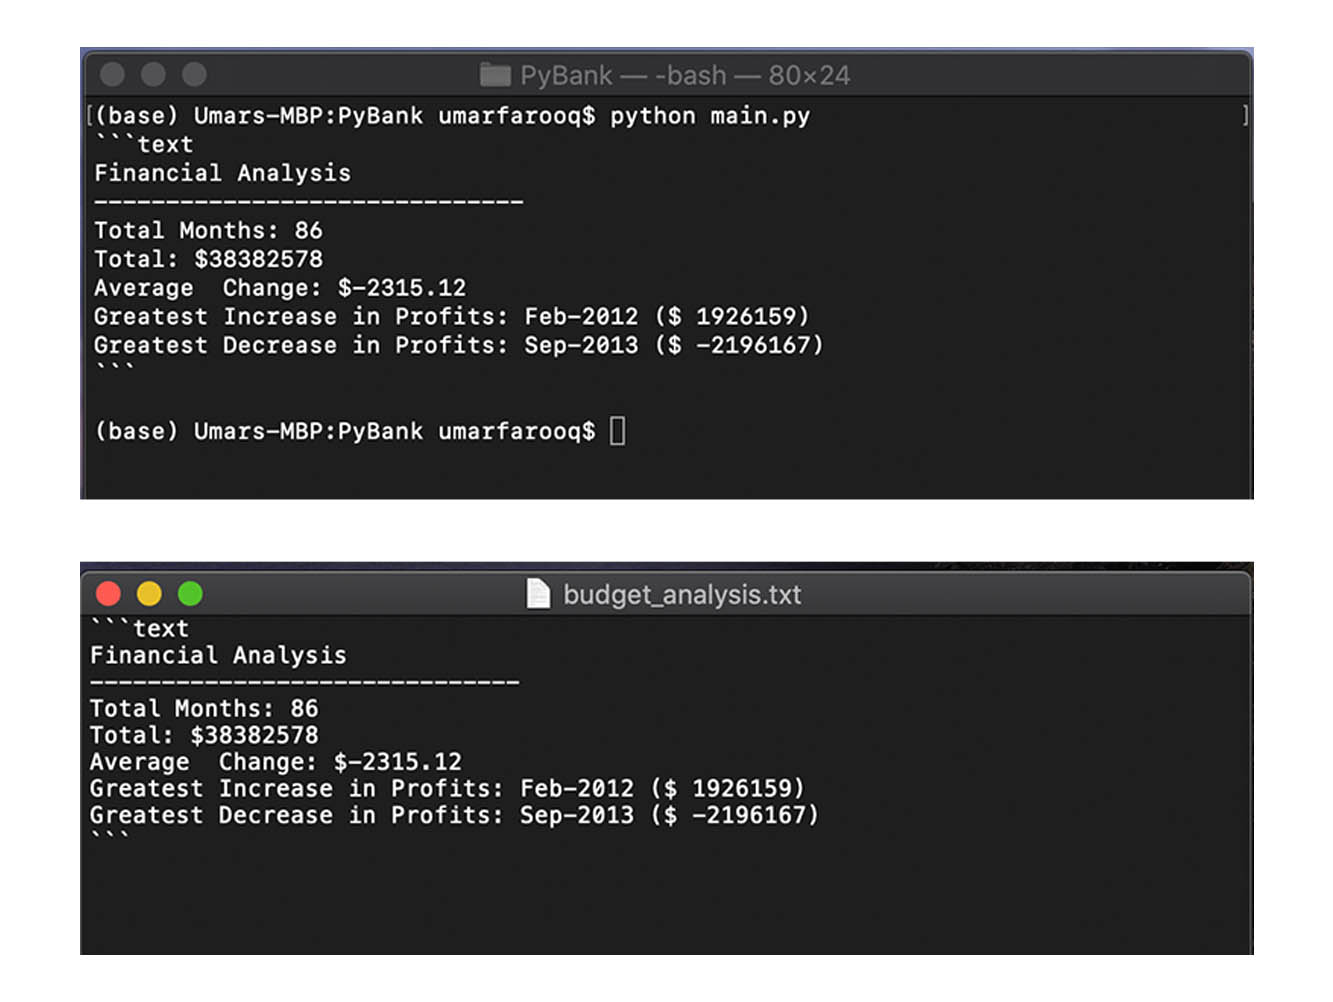 PyBank — -bash — 80×24
[(base) Umars-MBP:PyBank umarfarooq$ python main.py ]
```text
Financial Analysis
------------------------------
Total Months: 86
Total: $38382578
Average  Change: $-2315.12
Greatest Increase in Profits: Feb-2012 ($ 1926159)
Greatest Decrease in Profits: Sep-2013 ($ -2196167)
```
(base) Umars-MBP:PyBank umarfarooq$
budget_analysis.txt
```text
Financial Analysis
------------------------------
Total Months: 86
Total: $38382578
Average  Change: $-2315.12
Greatest Increase in Profits: Feb-2012 ($ 1926159)
Greatest Decrease in Profits: Sep-2013 ($ -2196167)
```